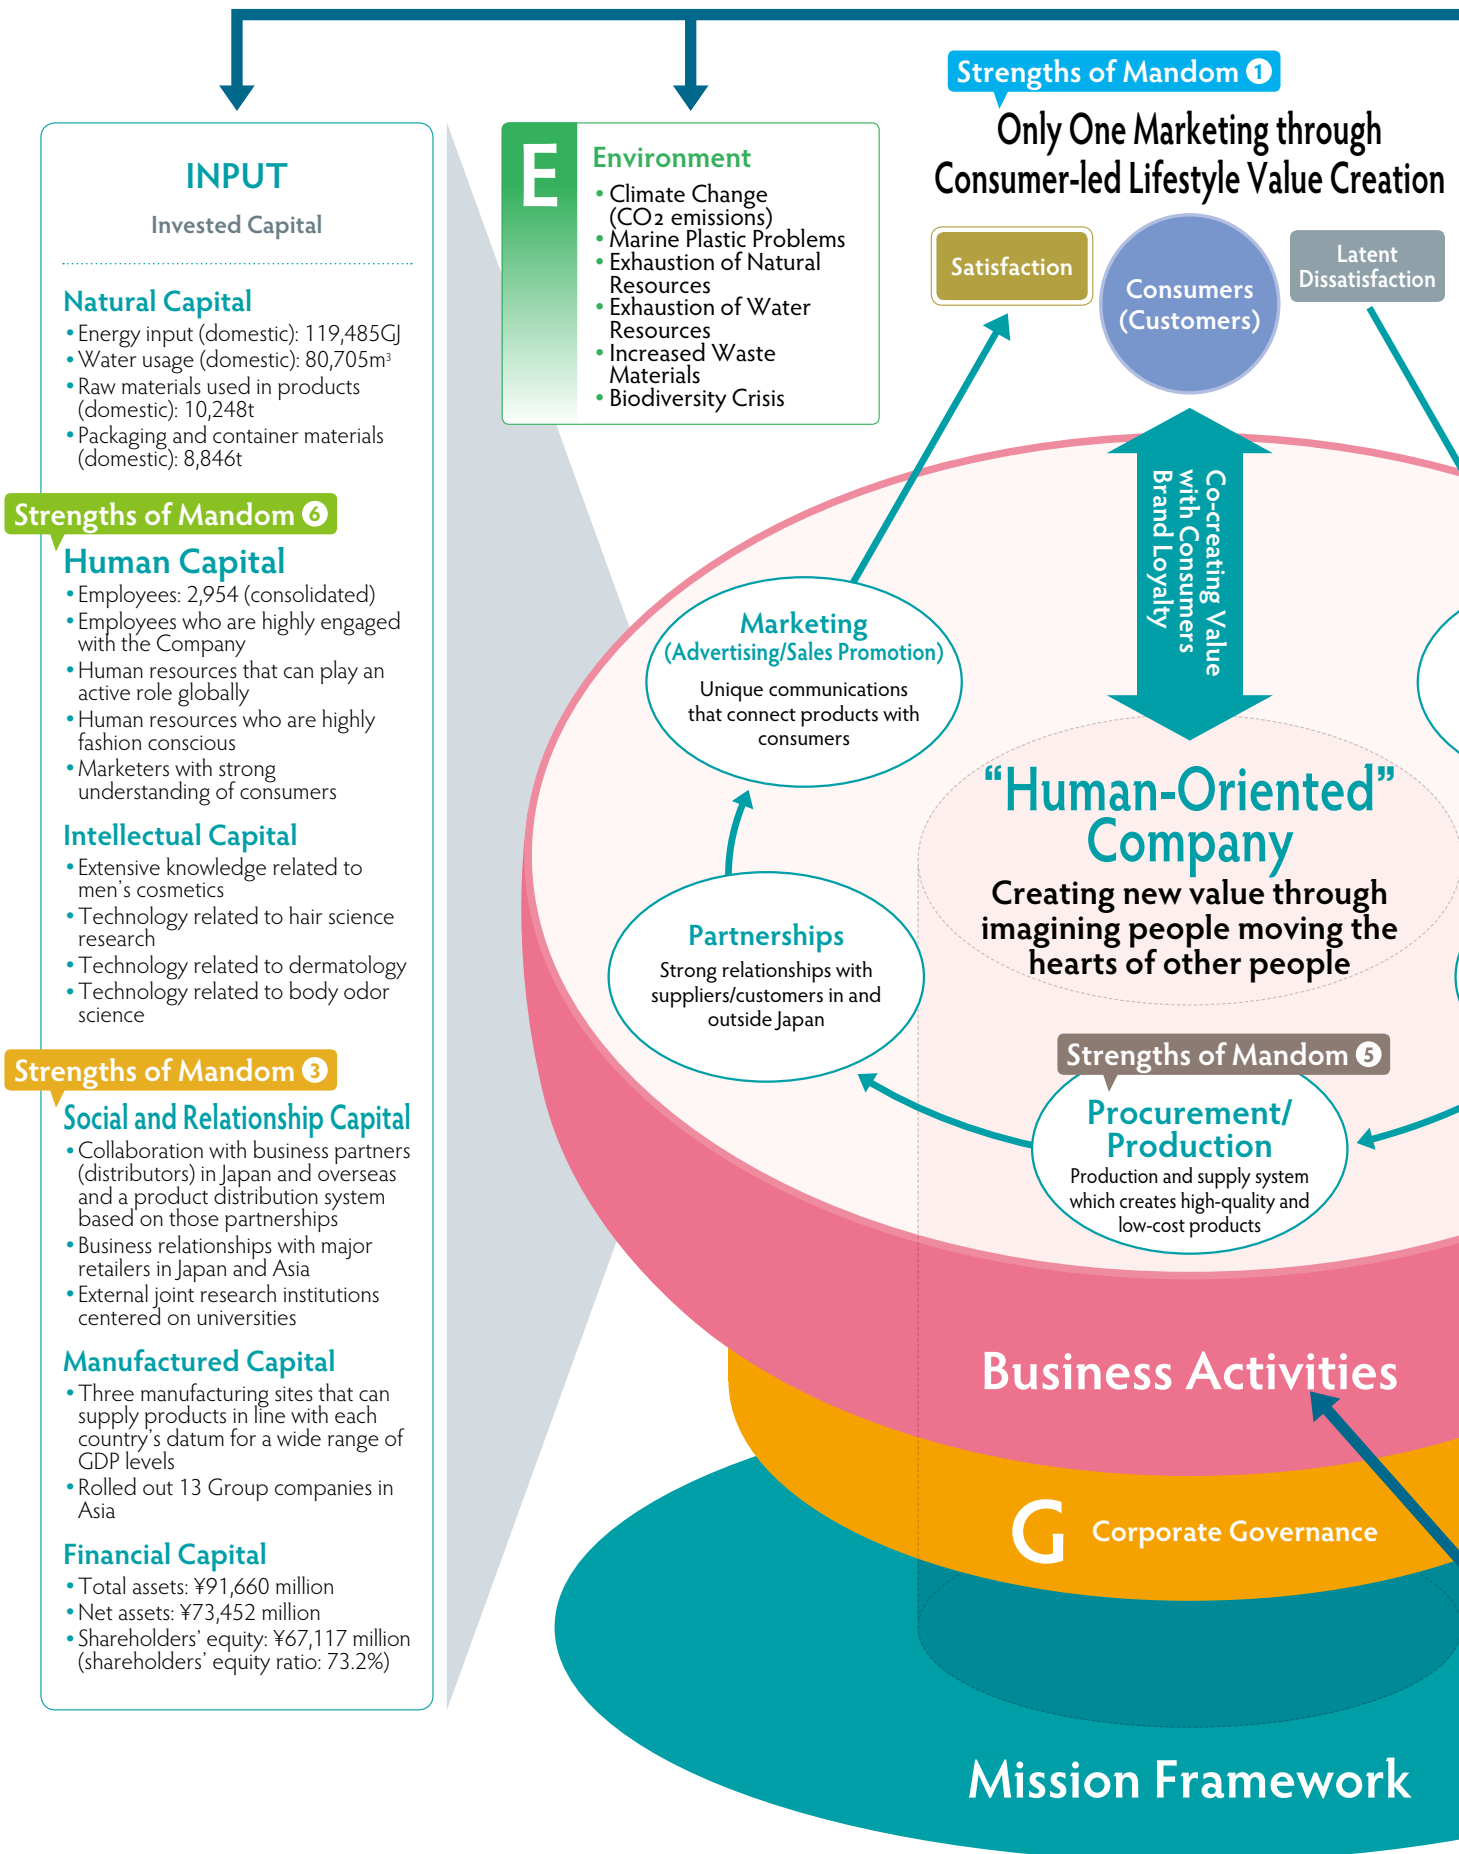 INPUT
Invested Capital
Natural Capital
• Energy input (domestic): 119,485GJ
• Water usage (domestic): 80,705m³
• Raw materials used in products
(domestic): 10,248t
• Packaging and container materials
(domestic): 8,846t
Strengths of Mandom 6
Human Capital
• Employees: 2,954 (consolidated)
• Employees who are highly engaged
with the Company
• Human resources that can play an
active role globally
• Human resources who are highly
fashion conscious
• Marketers with strong
understanding of consumers
Intellectual Capital
• Extensive knowledge related to
men's cosmetics
• Technology related to hair science
research
• Technology related to dermatology
• Technology related to body odor
science
Strengths of Mandom 3
Social and Relationship Capital
• Collaboration with business partners
(distributors) in Japan and overseas
and a product distribution system
based on those partnerships
• Business relationships with major
retailers in Japan and Asia
• External joint research institutions
centered on universities
Manufactured Capital
• Three manufacturing sites that can
supply products in line with each
country's datum for a wide range of
GDP levels
• Rolled out 13 Group companies in
Asia
Financial Capital
• Total assets: ¥91,660 million
• Net assets: ¥73,452 million
• Shareholders' equity: ¥67,117 million
(shareholders' equity ratio: 73.2%)
E
Environment
• Climate Change
(CO2 emissions)
• Marine Plastic Problems
• Exhaustion of Natural
Resources
• Exhaustion of Water
Resources
• Increased Waste
Materials
• Biodiversity Crisis
Strengths of Mandom 1
Only One Marketing through
Consumer-led Lifestyle Value Creation
Satisfaction
Consumers
(Customers)
Latent
Dissatisfaction
Co-creating Value
with Consumers
Brand Loyalty
Marketing
(Advertising/Sales Promotion)
Unique communications
that connect products with
consumers
"Human-Oriented"
Company
Creating new value through
imagining people moving the
hearts of other people
Partnerships
Strong relationships with
suppliers/customers in and
outside Japan
Strengths of Mandom 5
Procurement/
Production
Production and supply system
which creates high-quality and
low-cost products
Business Activities
G Corporate Governance
Mission Framework